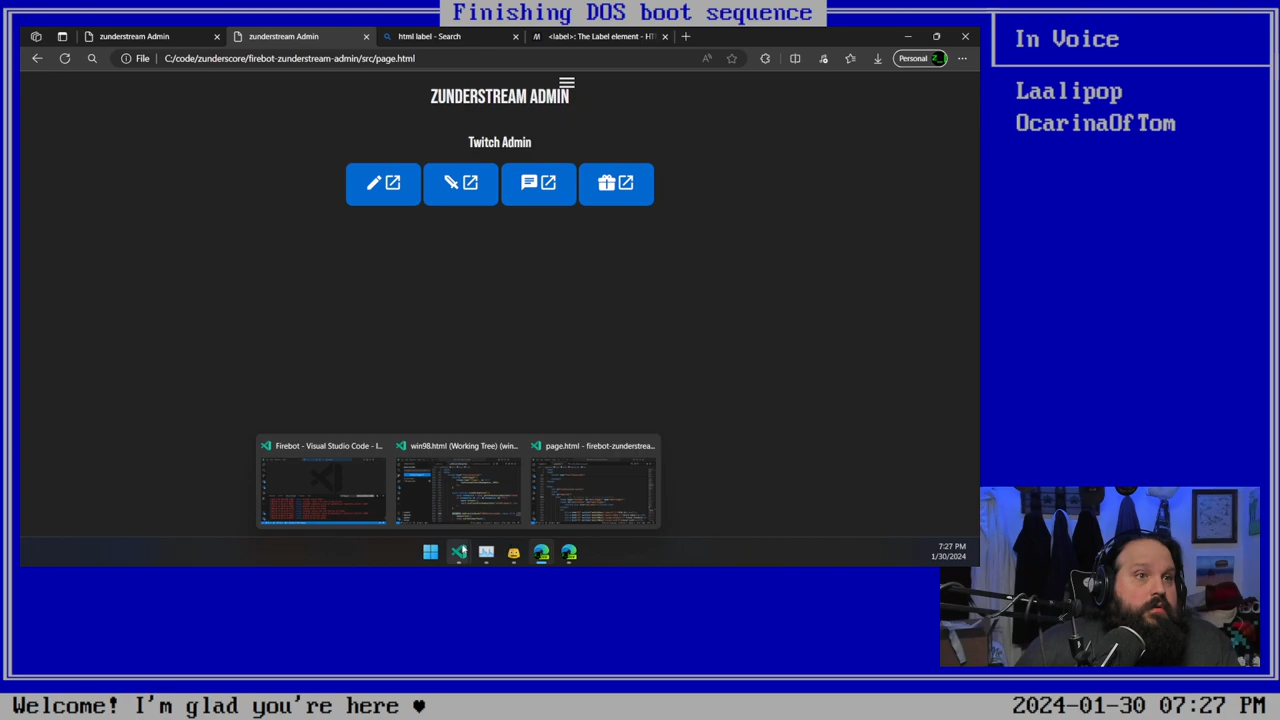 Finishing DOS boot sequence
zunderstream Admin
zunderstream Admin
html label - Search
<label>: The Label element - HT
File
C:/code/zunderscore/firebot-zunderstream-admin/src/page.html
Personal
ZUNDERSTREAM ADMIN
Twitch Admin
Firebot - Visual Studio Code - I...
win98.html (Working Tree) (win...
page.html - firebot-zunderstrea...
7:27 PM
1/30/2024
In Voice
Laalipop
OcarinaOfTom
Welcome! I'm glad you're here ♥
2024-01-30 07:27 PM